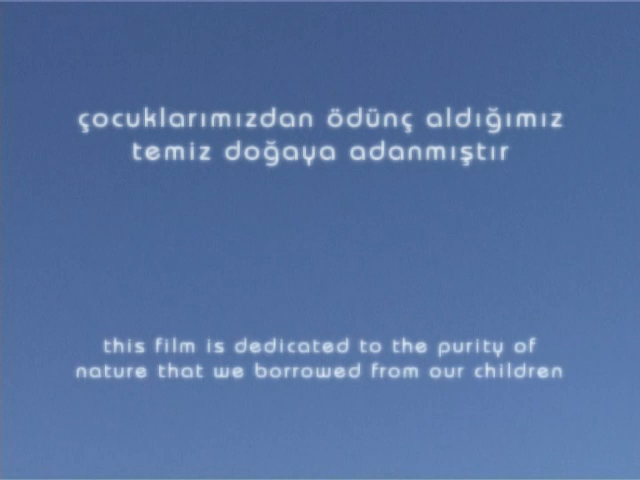 çocuklarımızdan ödünç aldığımız
temiz doğaya adanmıştır
this film is dedicated to the purity of
nature that we borrowed from our children